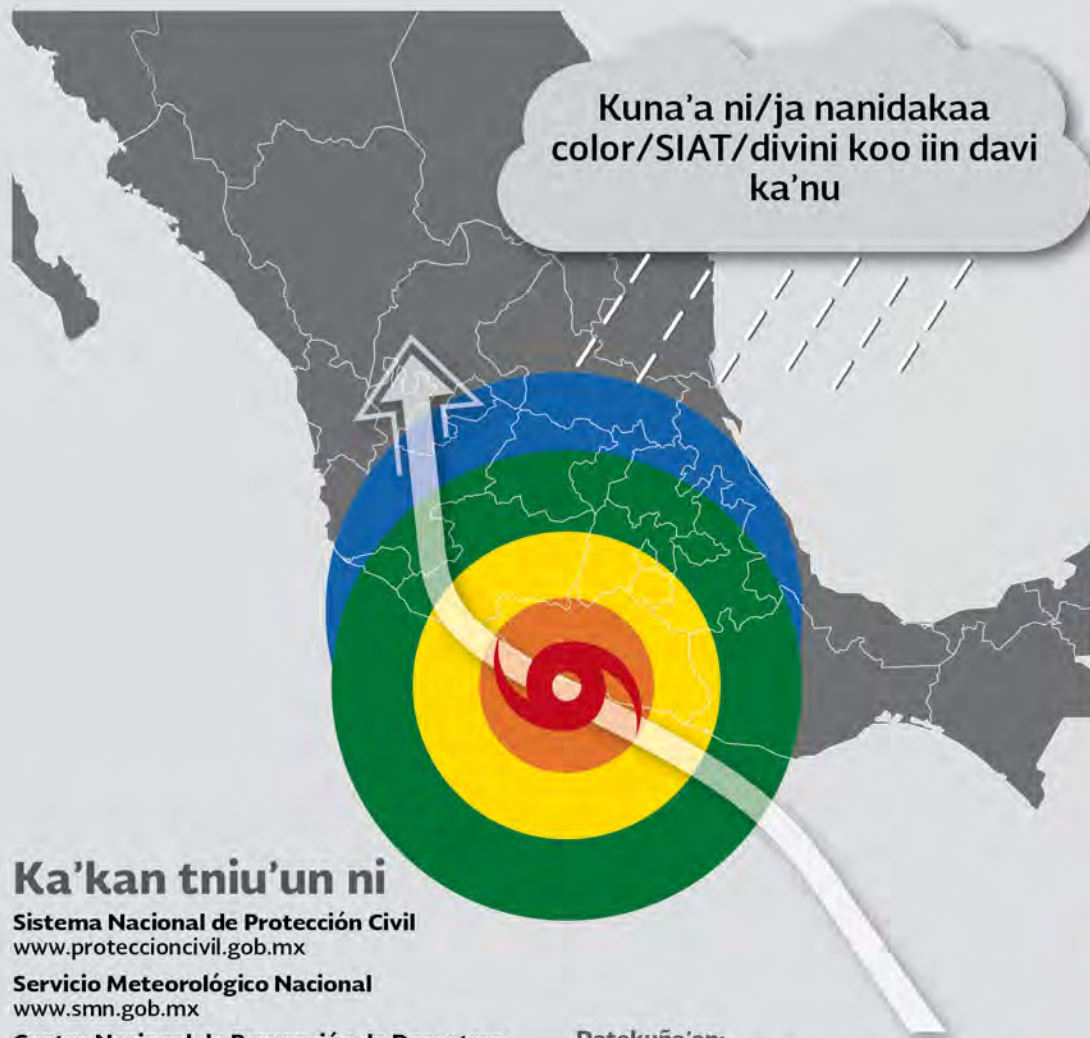 Kuna'a ni/ja nanidakaa
color/SIAT/divini koo iin davi
ka'nu
Ka'kan tniu'un ni
Sistema Nacional de Protección Civil
www.proteccioncivil.gob.mx
Servicio Meteorológico Nacional
www.smn.gob.mx